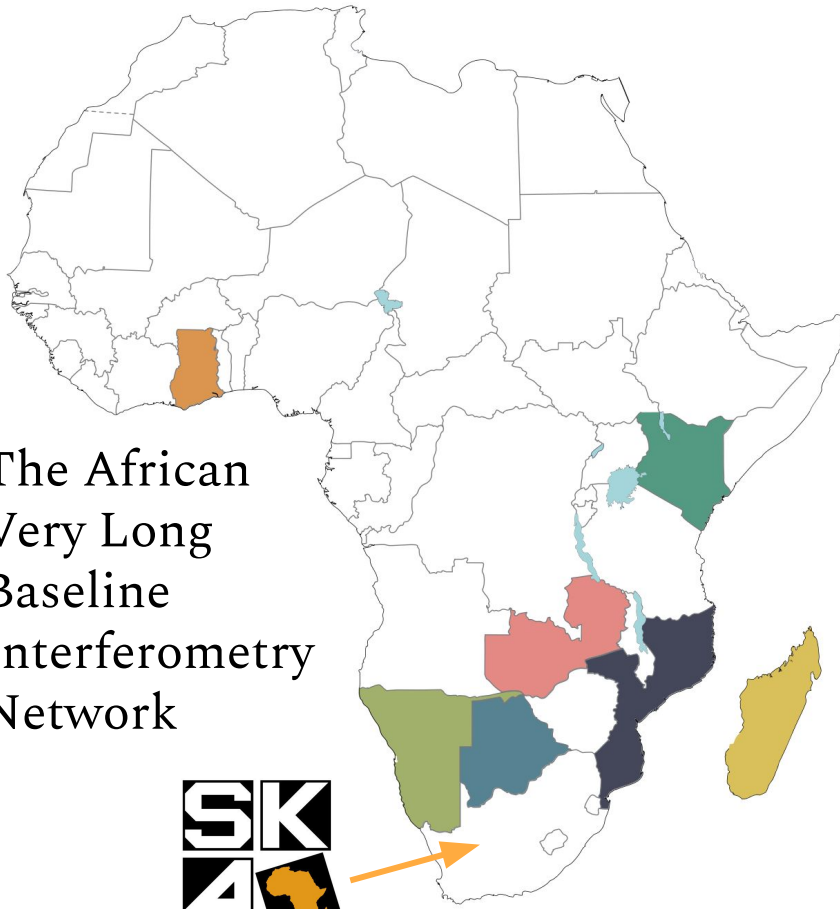 The African
Very Long
Baseline
nterferometry
Network
SK
A